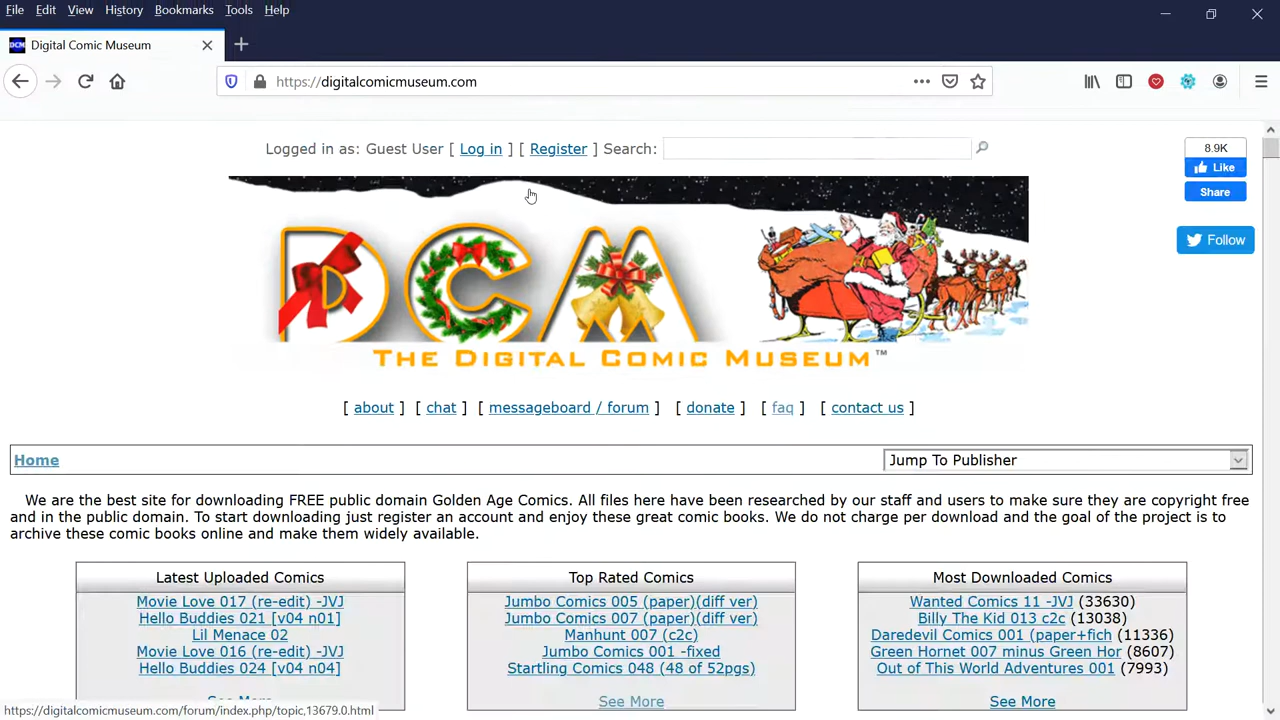 File Edit View History Bookmarks Tools Help
DCM Digital Comic Museum
https://digitalcomicmuseum.com
Logged in as: Guest User [ Log in ] [ Register ] Search:
8.9K
Like
Share
Follow
DCM
THE DIGITAL COMIC MUSEUM™
[ about ] [ chat ] [ messageboard / forum ] [ donate ] [ faq ] [ contact us ]
Home Jump To Publisher
We are the best site for downloading FREE public domain Golden Age Comics. All files here have been researched by our staff and users to make sure they are copyright free
and in the public domain. To start downloading just register an account and enjoy these great comic books. We do not charge per download and the goal of the project is to
archive these comic books online and make them widely available.
Latest Uploaded Comics
Movie Love 017 (re-edit) -JVJ
Hello Buddies 021 [v04 n01]
Lil Menace 02
Movie Love 016 (re-edit) -JVJ
Hello Buddies 024 [v04 n04]
See More
Top Rated Comics
Jumbo Comics 005 (paper)(diff ver)
Jumbo Comics 007 (paper)(diff ver)
Manhunt 007 (c2c)
Jumbo Comics 001 -fixed
Startling Comics 048 (48 of 52pgs)
See More
Most Downloaded Comics
Wanted Comics 11 -JVJ (33630)
Billy The Kid 013 c2c (13038)
Daredevil Comics 001 (paper+fich (11336)
Green Hornet 007 minus Green Hor (8607)
Out of This World Adventures 001 (7993)
See More
https://digitalcomicmuseum.com/forum/index.php/topic,13679.0.html